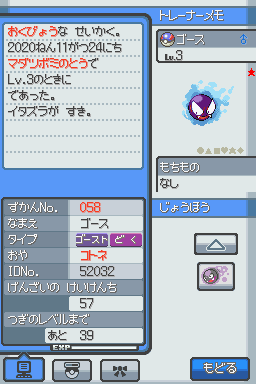 おくびょうな せいかく。
2020ねん11がつ24にち
マダツボミのとうで
Lv.3のときに
であった。
イタズラが すき。
トレーナーメモ
ゴース ♂
Lv.3
もちもの
なし
じょうほう
ずかんNo. 058
なまえ ゴース
タイプ ゴースト どく
おや コトネ
IDNo. 52032
げんざいの けいけんち
57
つぎのレベルまで
あと 39
EXP
もどる